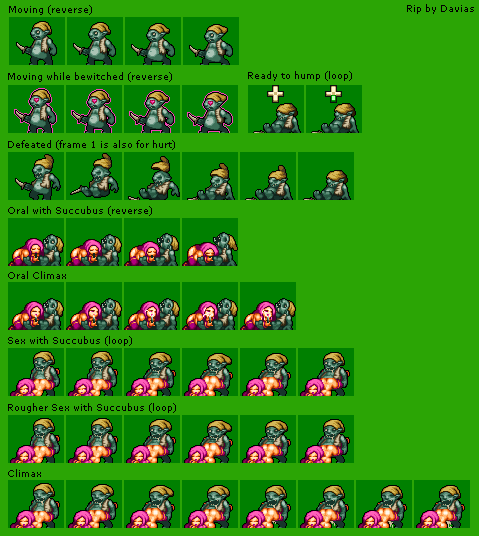 Moving (reverse)
Rip by Davias
Moving while bewitched (reverse)
Ready to hump (loop)
Defeated (frame 1 is also for hurt)
Oral with Succubus (reverse)
Oral Climax
Sex with Succubus (loop)
Rougher Sex with Succubus (loop)
Climax